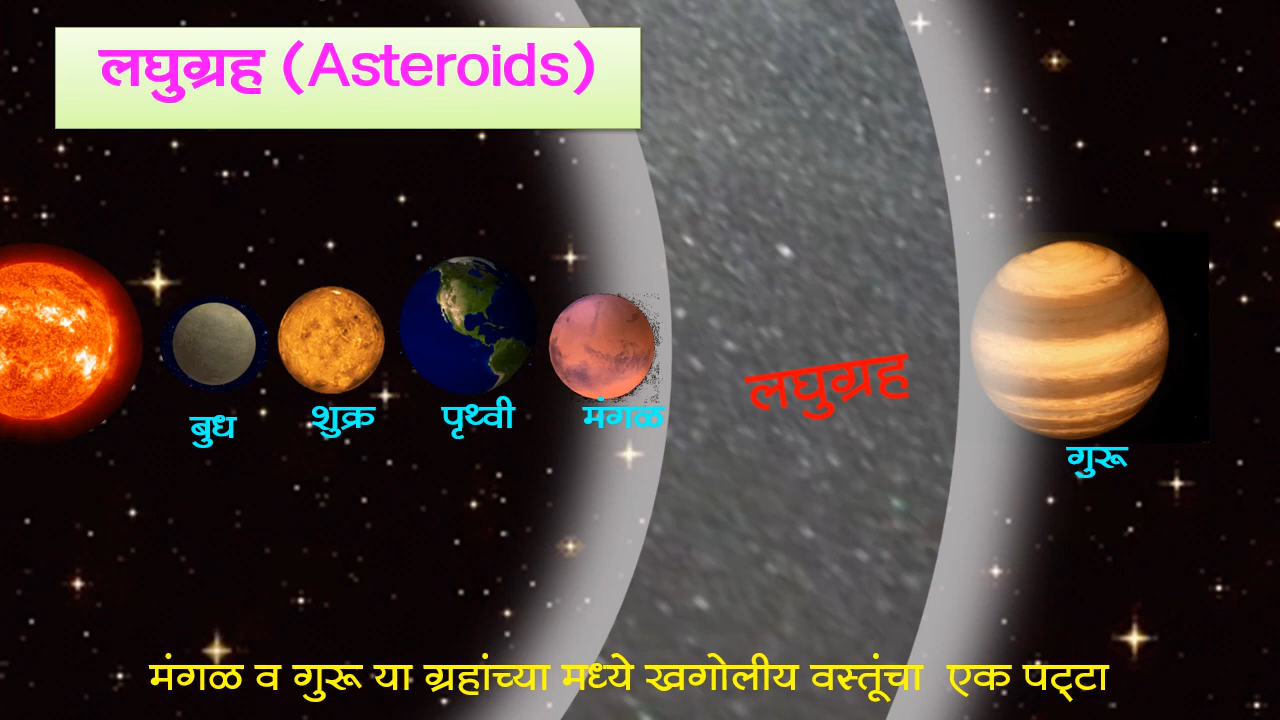 लघुग्रह (Asteroids)
बुध
शुक्र
पृथ्वी
मंगळ
लघुग्रह
गुरू
मंगळ व गुरू या ग्रहांच्या मध्ये खगोलीय वस्तूंचा एक पट्टा